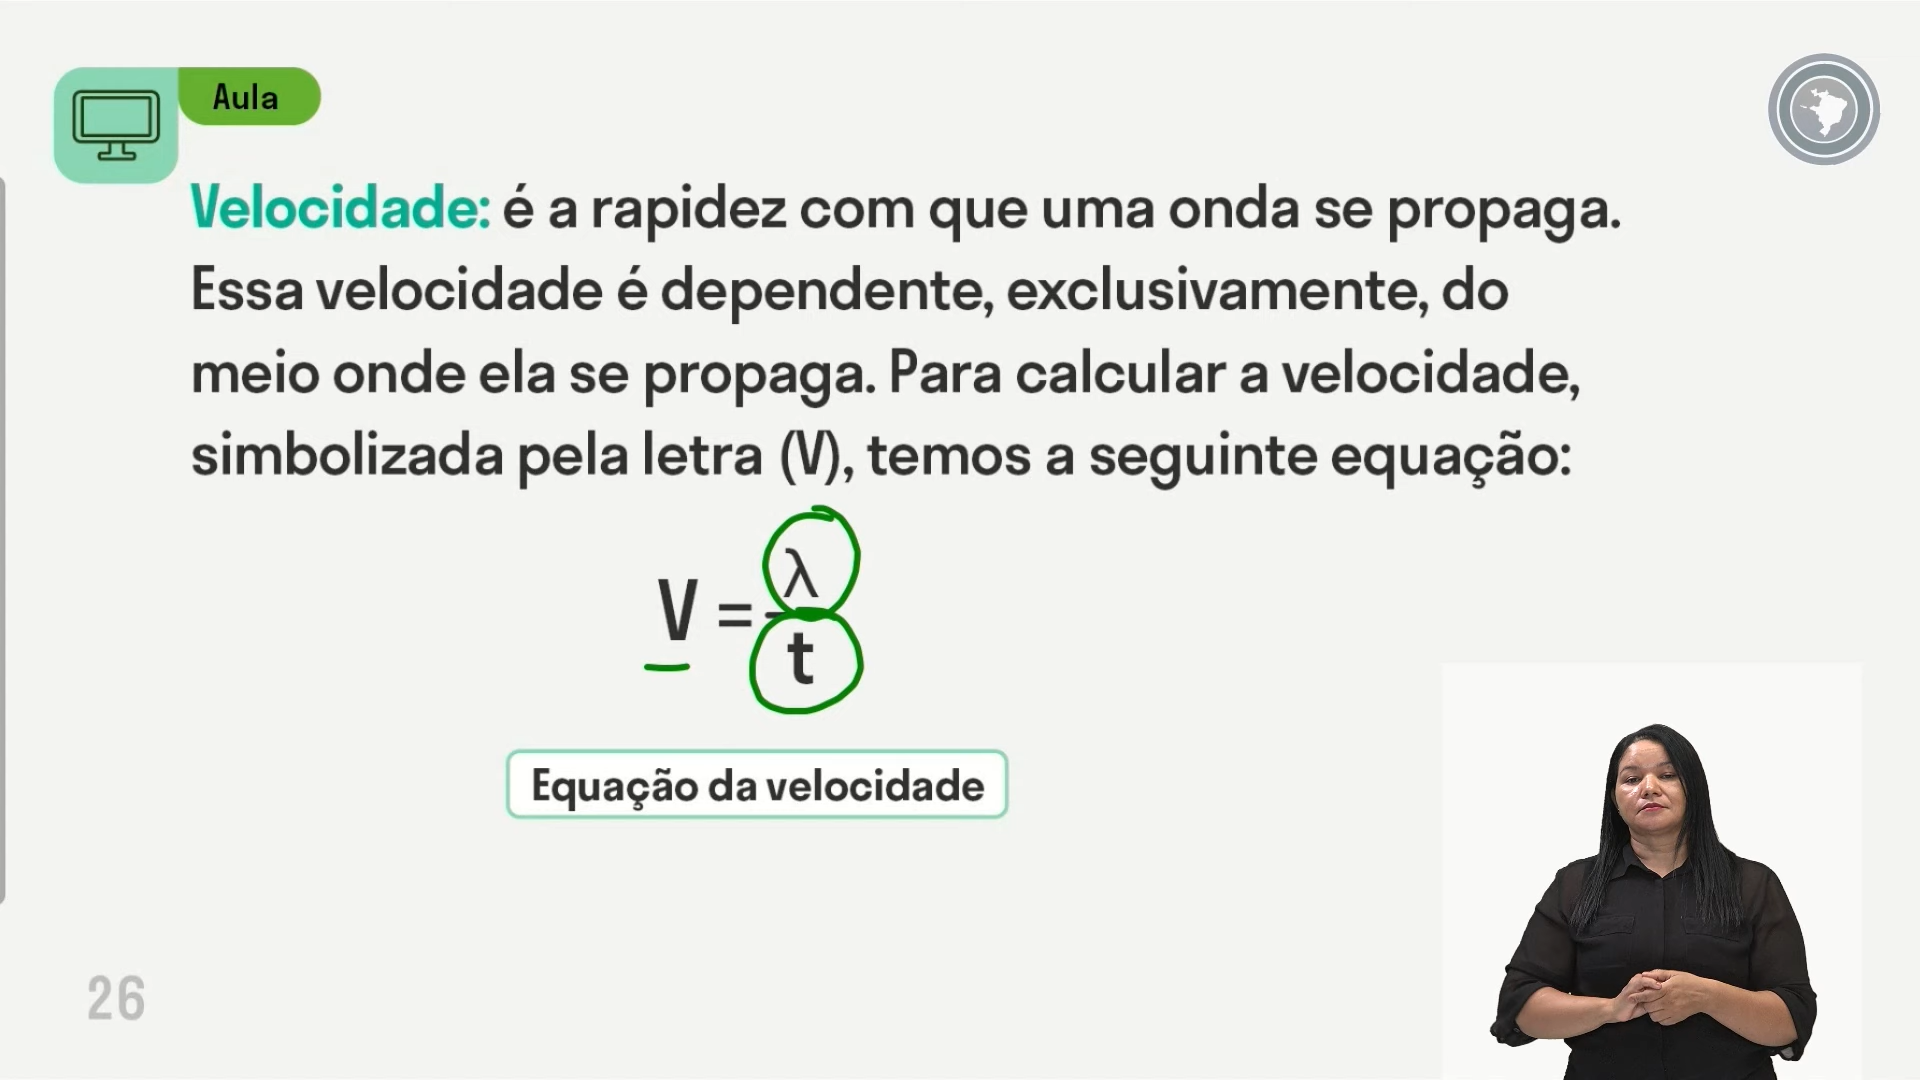 Aula
Velocidade: é a rapidez com que uma onda se propaga.
Essa velocidade é dependente, exclusivamente, do
meio onde ela se propaga. Para calcular a velocidade,
simbolizada pela letra (V), temos a seguinte equação:
V = λ/t
Equação da velocidade
26